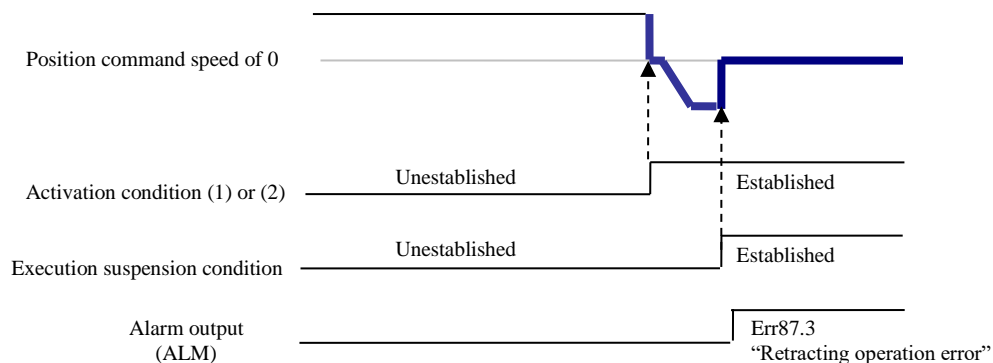 Position command speed of 0
Unestablished
Activation condition (1) or (2)
Established
Unestablished
Execution suspension condition
Established
Alarm output
(ALM)
Err87.3
“Retracting operation error”